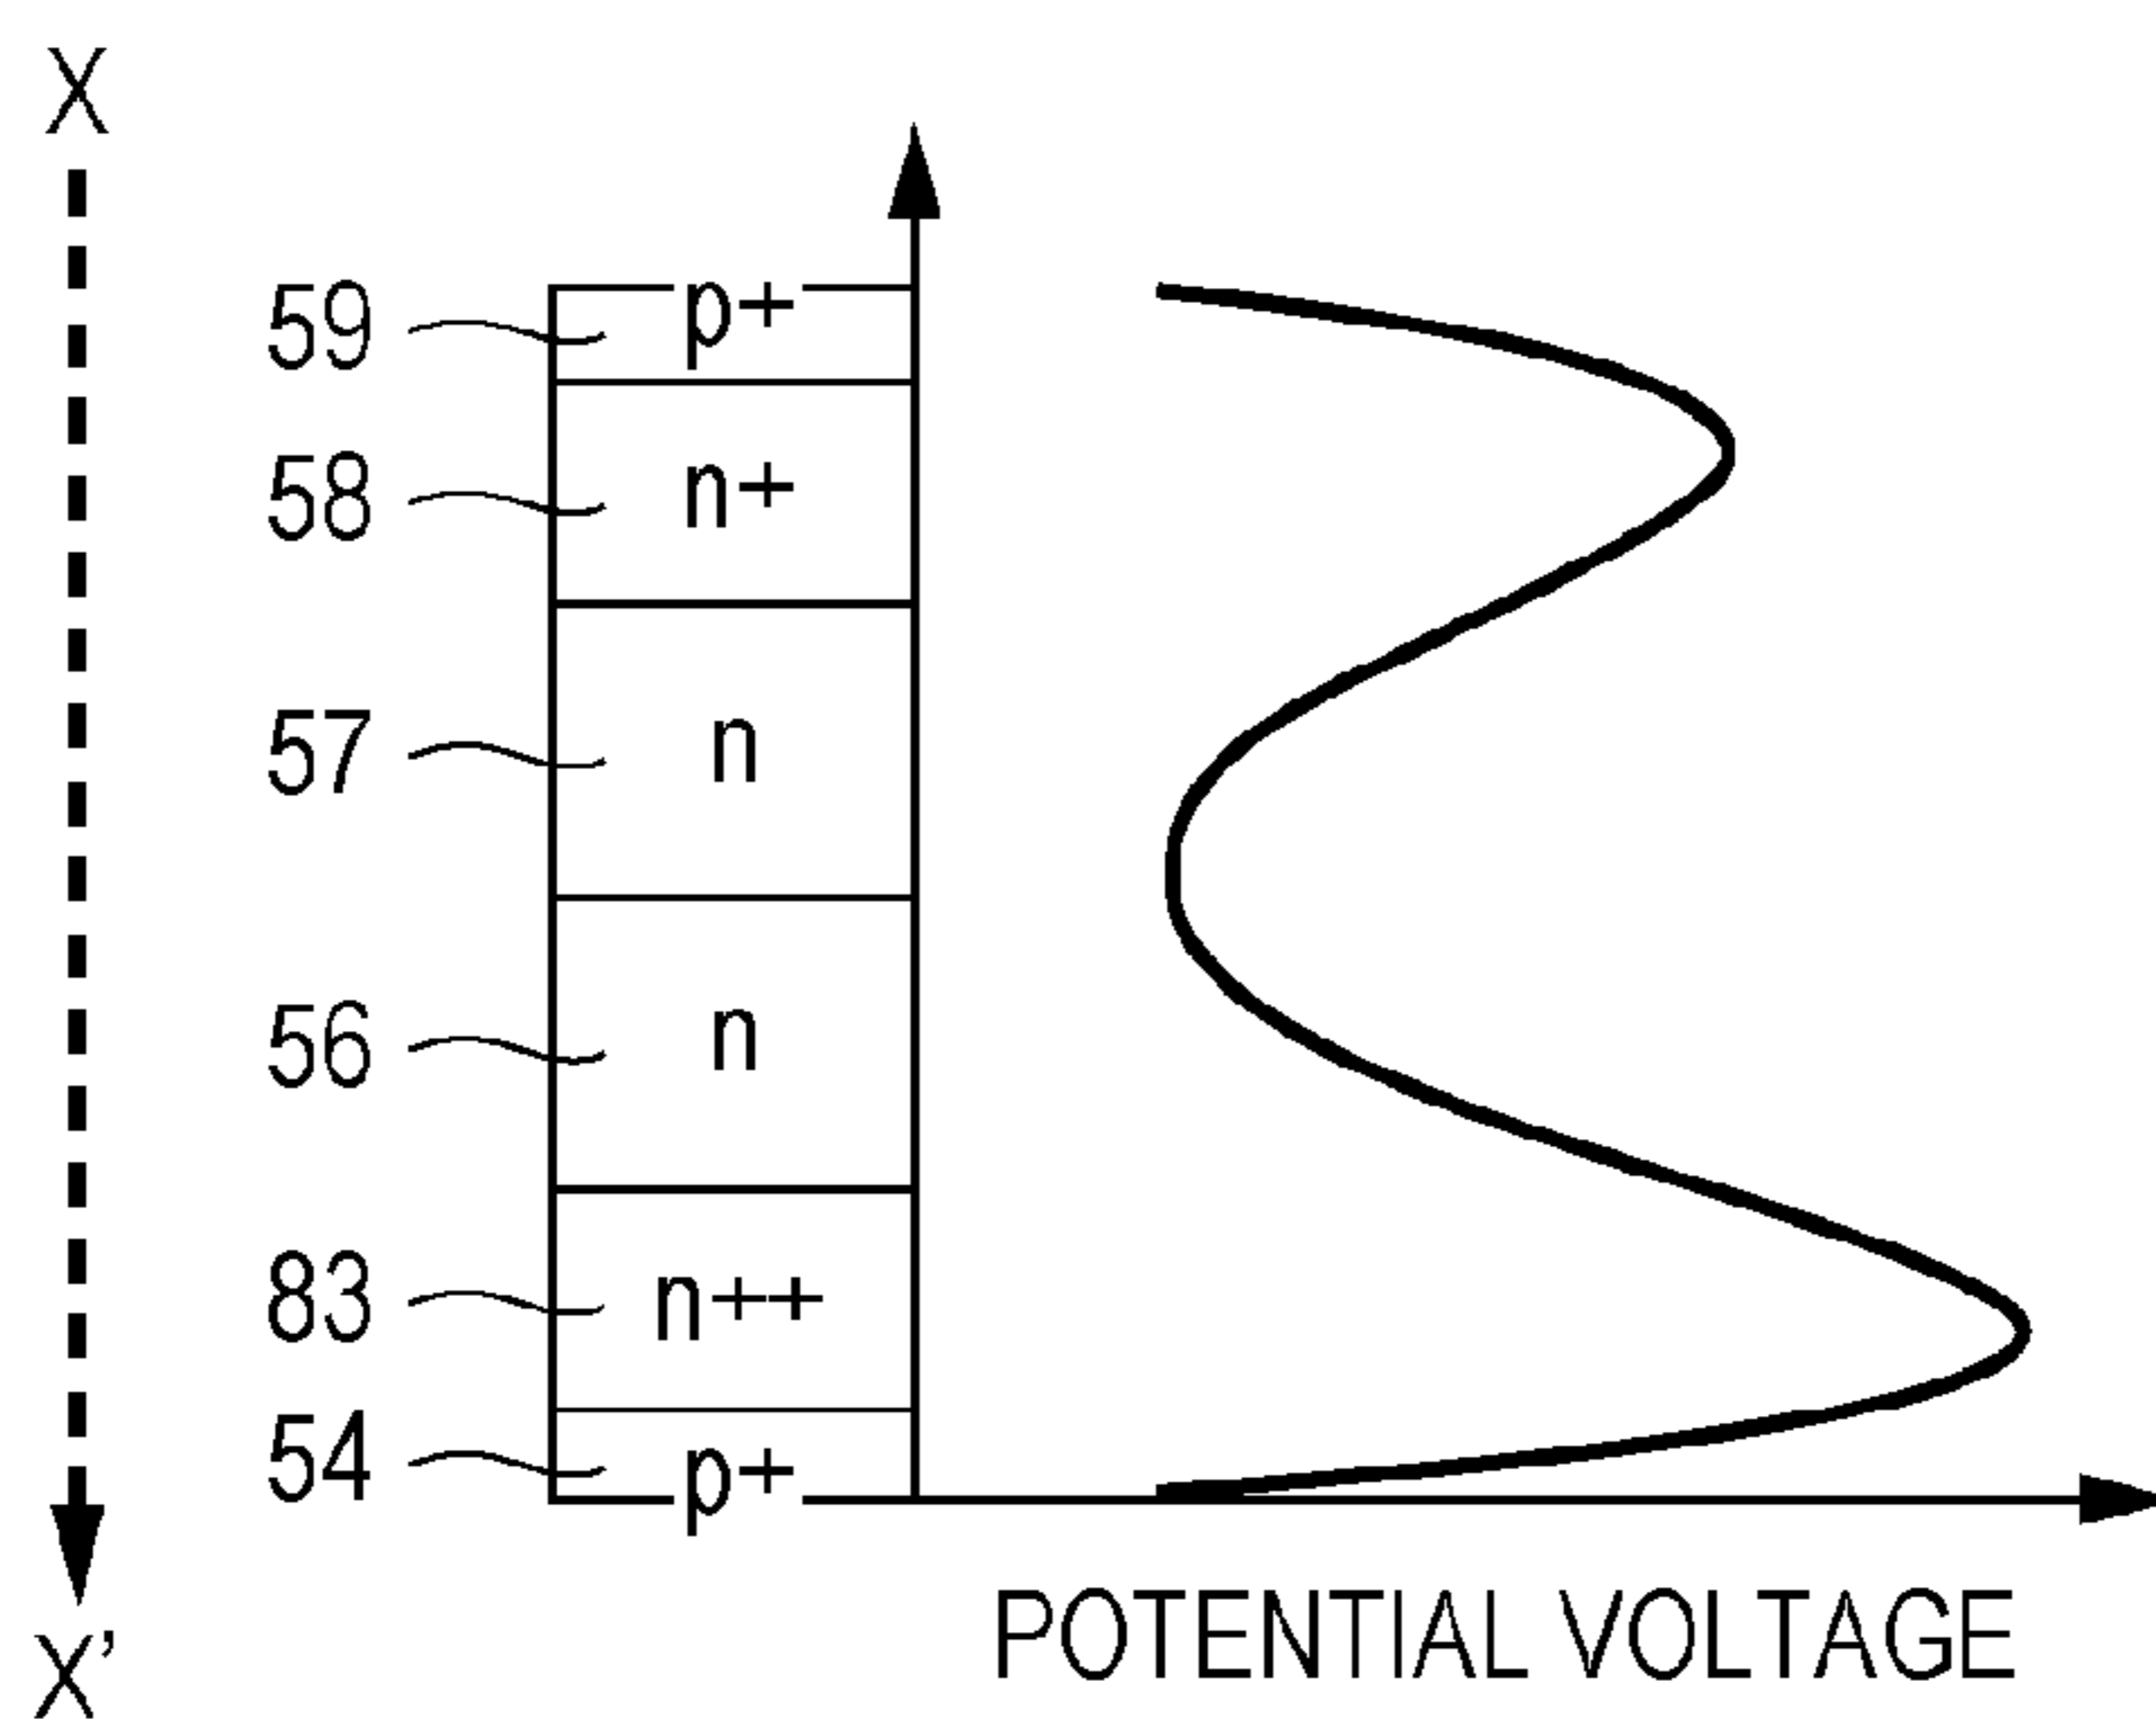 X
59 p+
58 n+
57 n
56 n
83 n++
54 p+
X’
POTENTIAL VOLTAGE